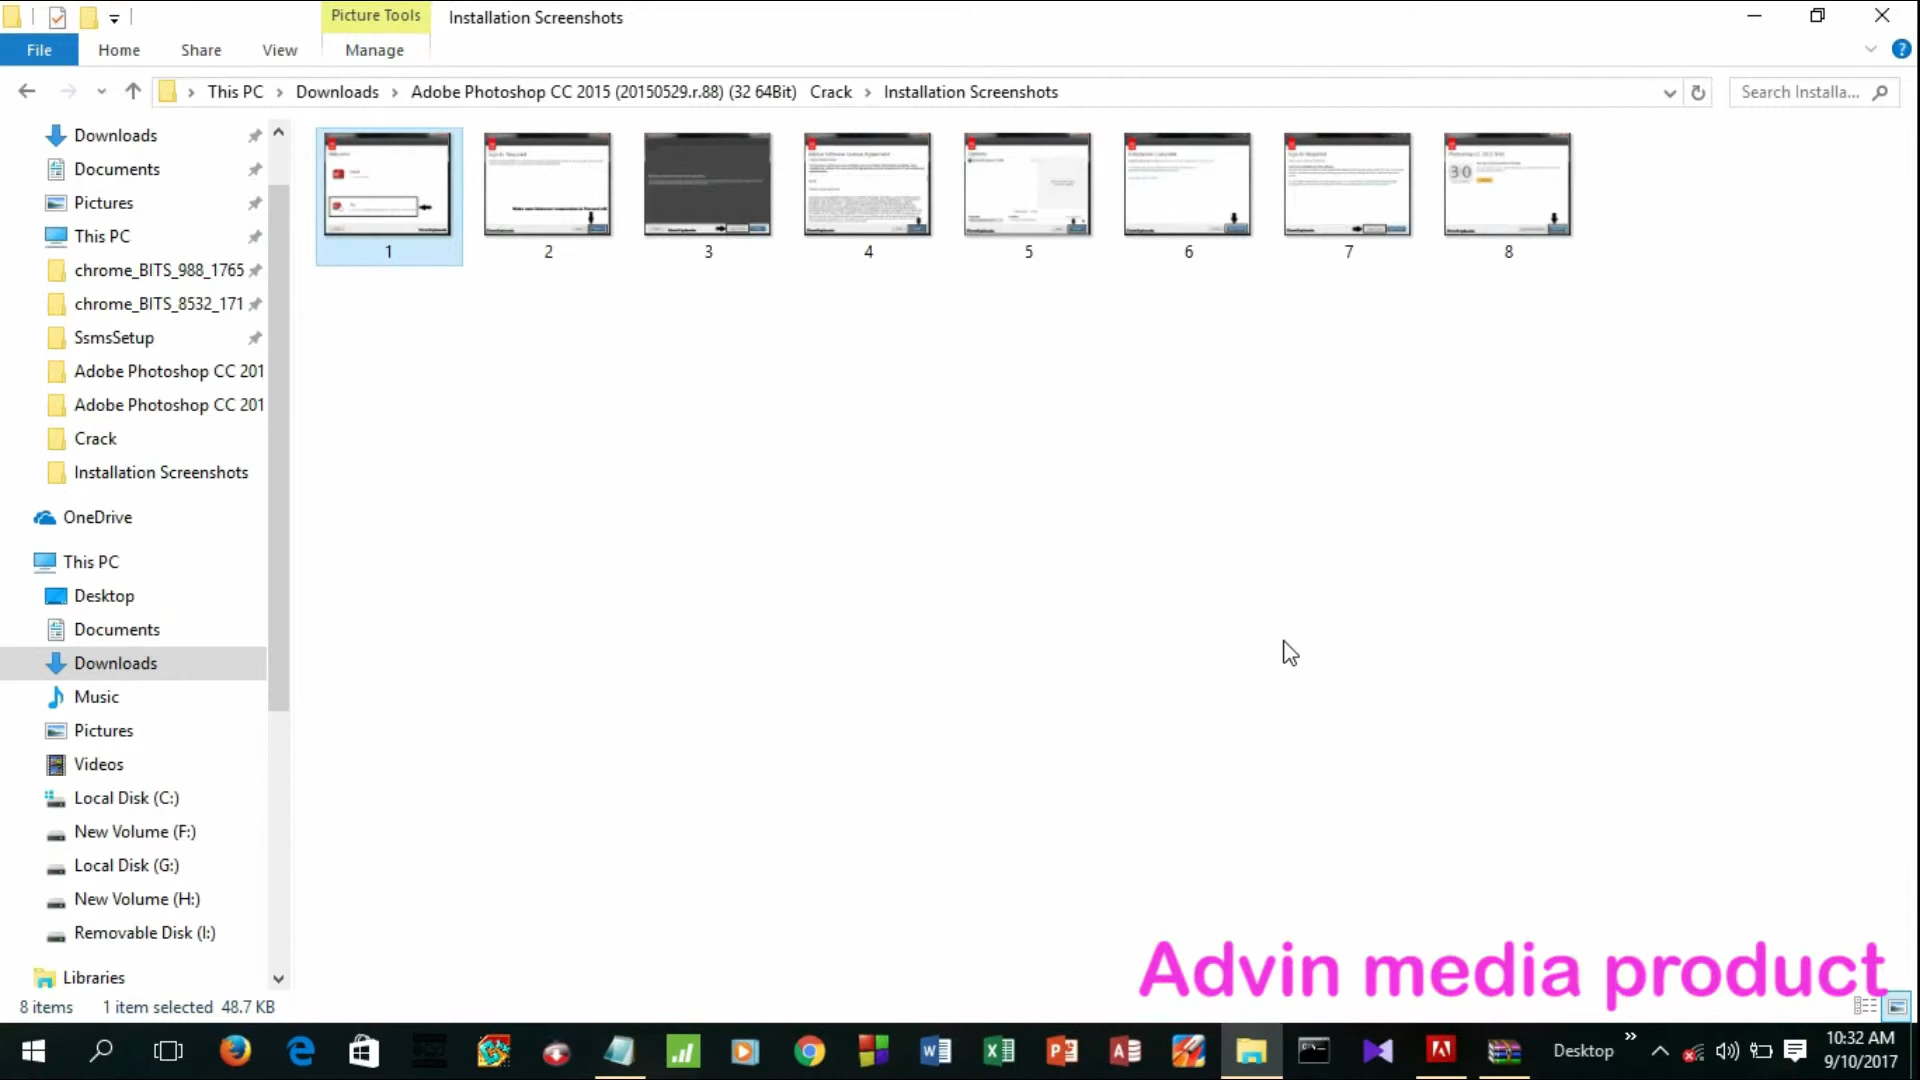 Picture Tools
Installation Screenshots
File
Home
Share
View
Manage
This PC
Downloads
Adobe Photoshop CC 2015 (20150529.r.88) (32 64Bit) Crack
Installation Screenshots
Search Installa...
Downloads
Documents
Pictures
This PC
chrome_BITS_988_1765
chrome_BITS_8532_171
SsmsSetup
Adobe Photoshop CC 201
Adobe Photoshop CC 201
Crack
Installation Screenshots
OneDrive
This PC
Desktop
Documents
Downloads
Music
Pictures
Videos
Local Disk (C:)
New Volume (F:)
Local Disk (G:)
New Volume (H:)
Removable Disk (I:)
Libraries
30
1
2
3
4
5
6
7
8
Advin media product
8 items
1 item selected 48.7 KB
Desktop
10:32 AM
9/10/2017